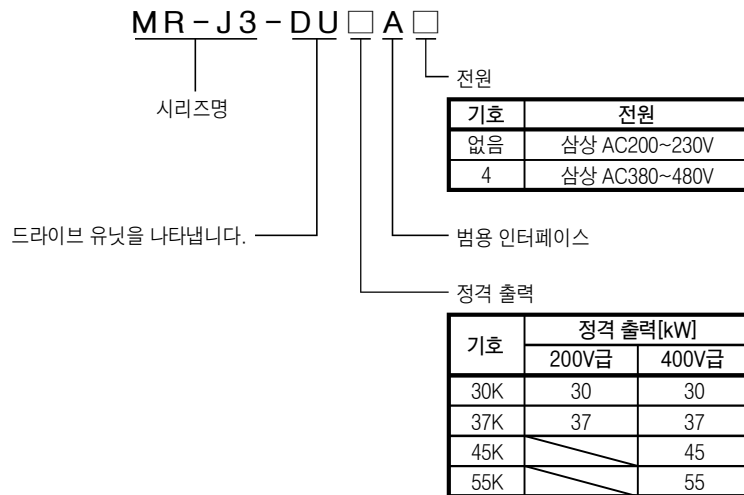 MR-J3-DU□A□
전원
시리즈명
기호 전원
없음 삼상 AC200~230V
4 삼상 AC380~480V
드라이브 유닛을 나타냅니다.
범용 인터페이스
정격 출력
기호 정격 출력[kW]
200V급 400V급
30K 30 30
37K 37 37
45K 45
55K 55